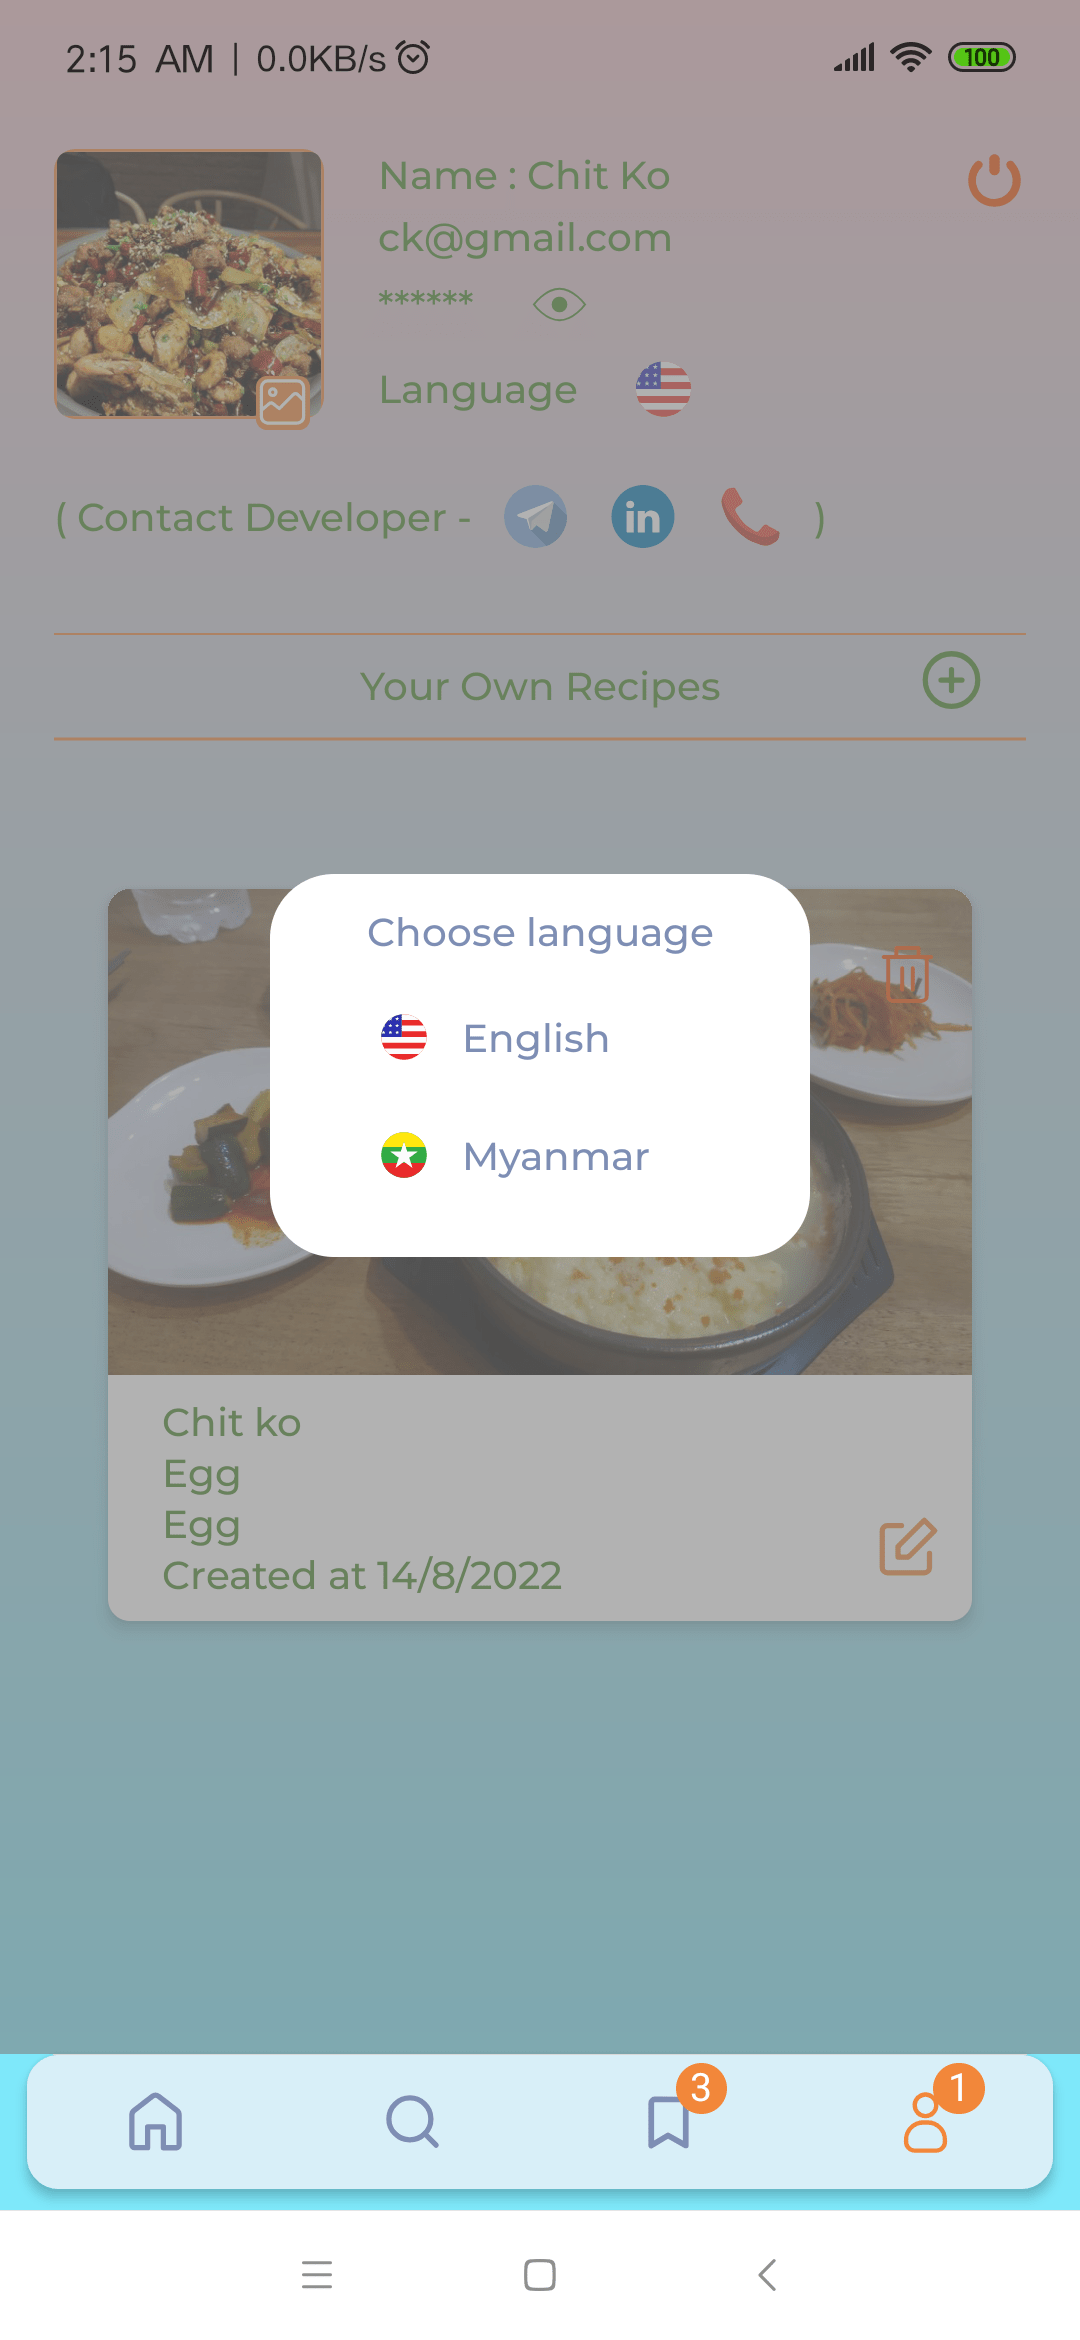 2:15 AM | 0.0KB/s
100
Name : Chit Ko
ck@gmail.com
******
Language
( Contact Developer - in )
Your Own Recipes
Choose language
English
Myanmar
Chit ko
Egg
Egg
Created at 14/8/2022
3
1